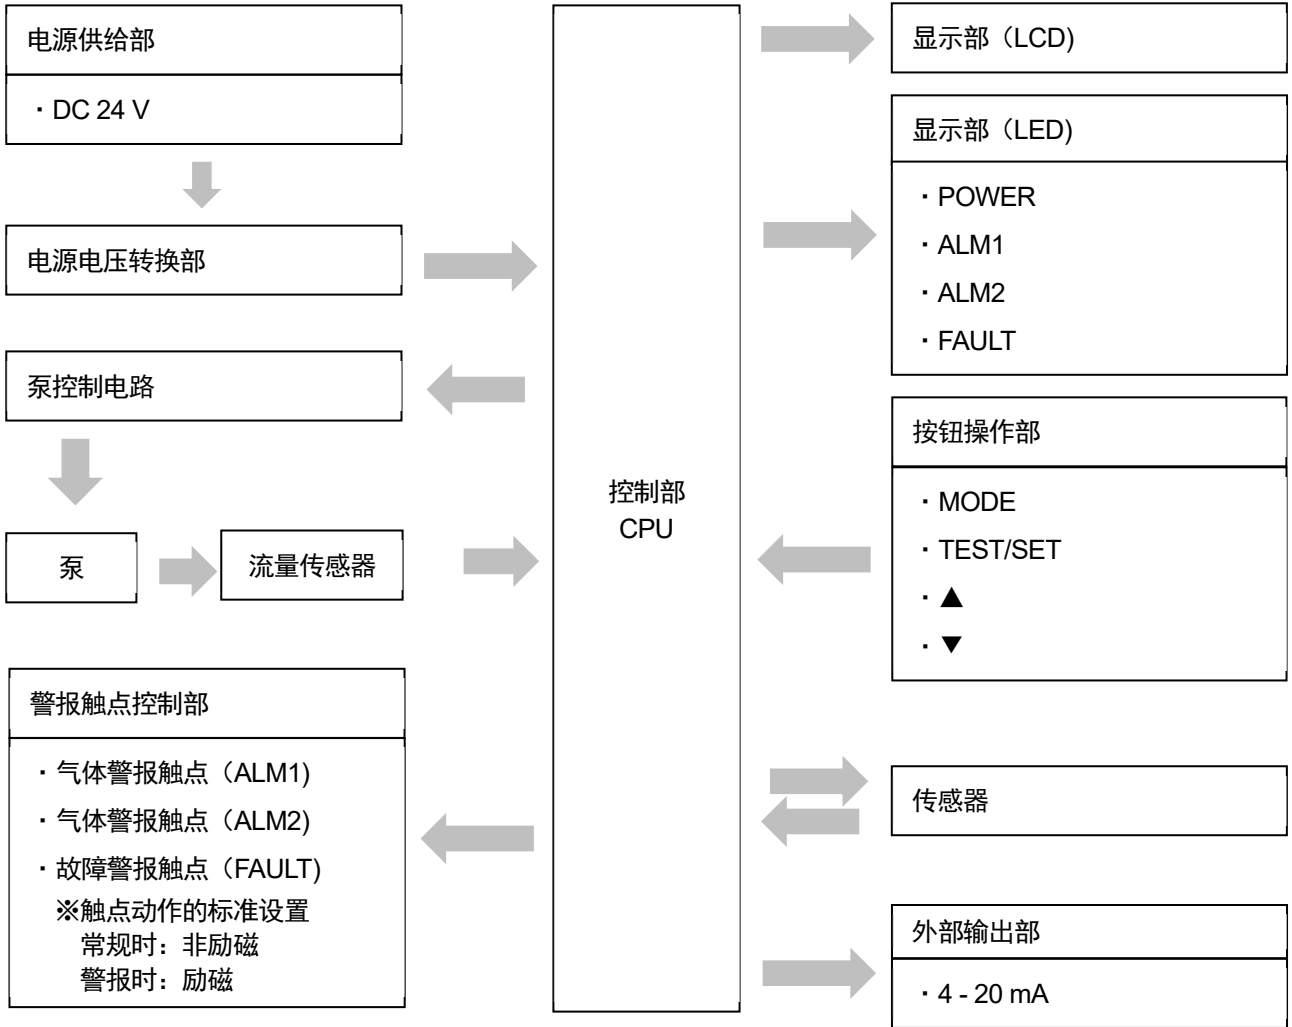 电源供给部
・DC 24 V
电源电压转换部
泵控制电路
泵
流量传感器
警报触点控制部
・气体警报触点（ALM1)
・气体警报触点（ALM2)
・故障警报触点（FAULT)
※触点动作的标准设置
常规时：非励磁
警报时：励磁
控制部
CPU
显示部（LCD)
显示部（LED)
・POWER
・ALM1
・ALM2
・FAULT
按钮操作部
・MODE
・TEST/SET
・▲
・▼
传感器
外部输出部
・4 - 20 mA